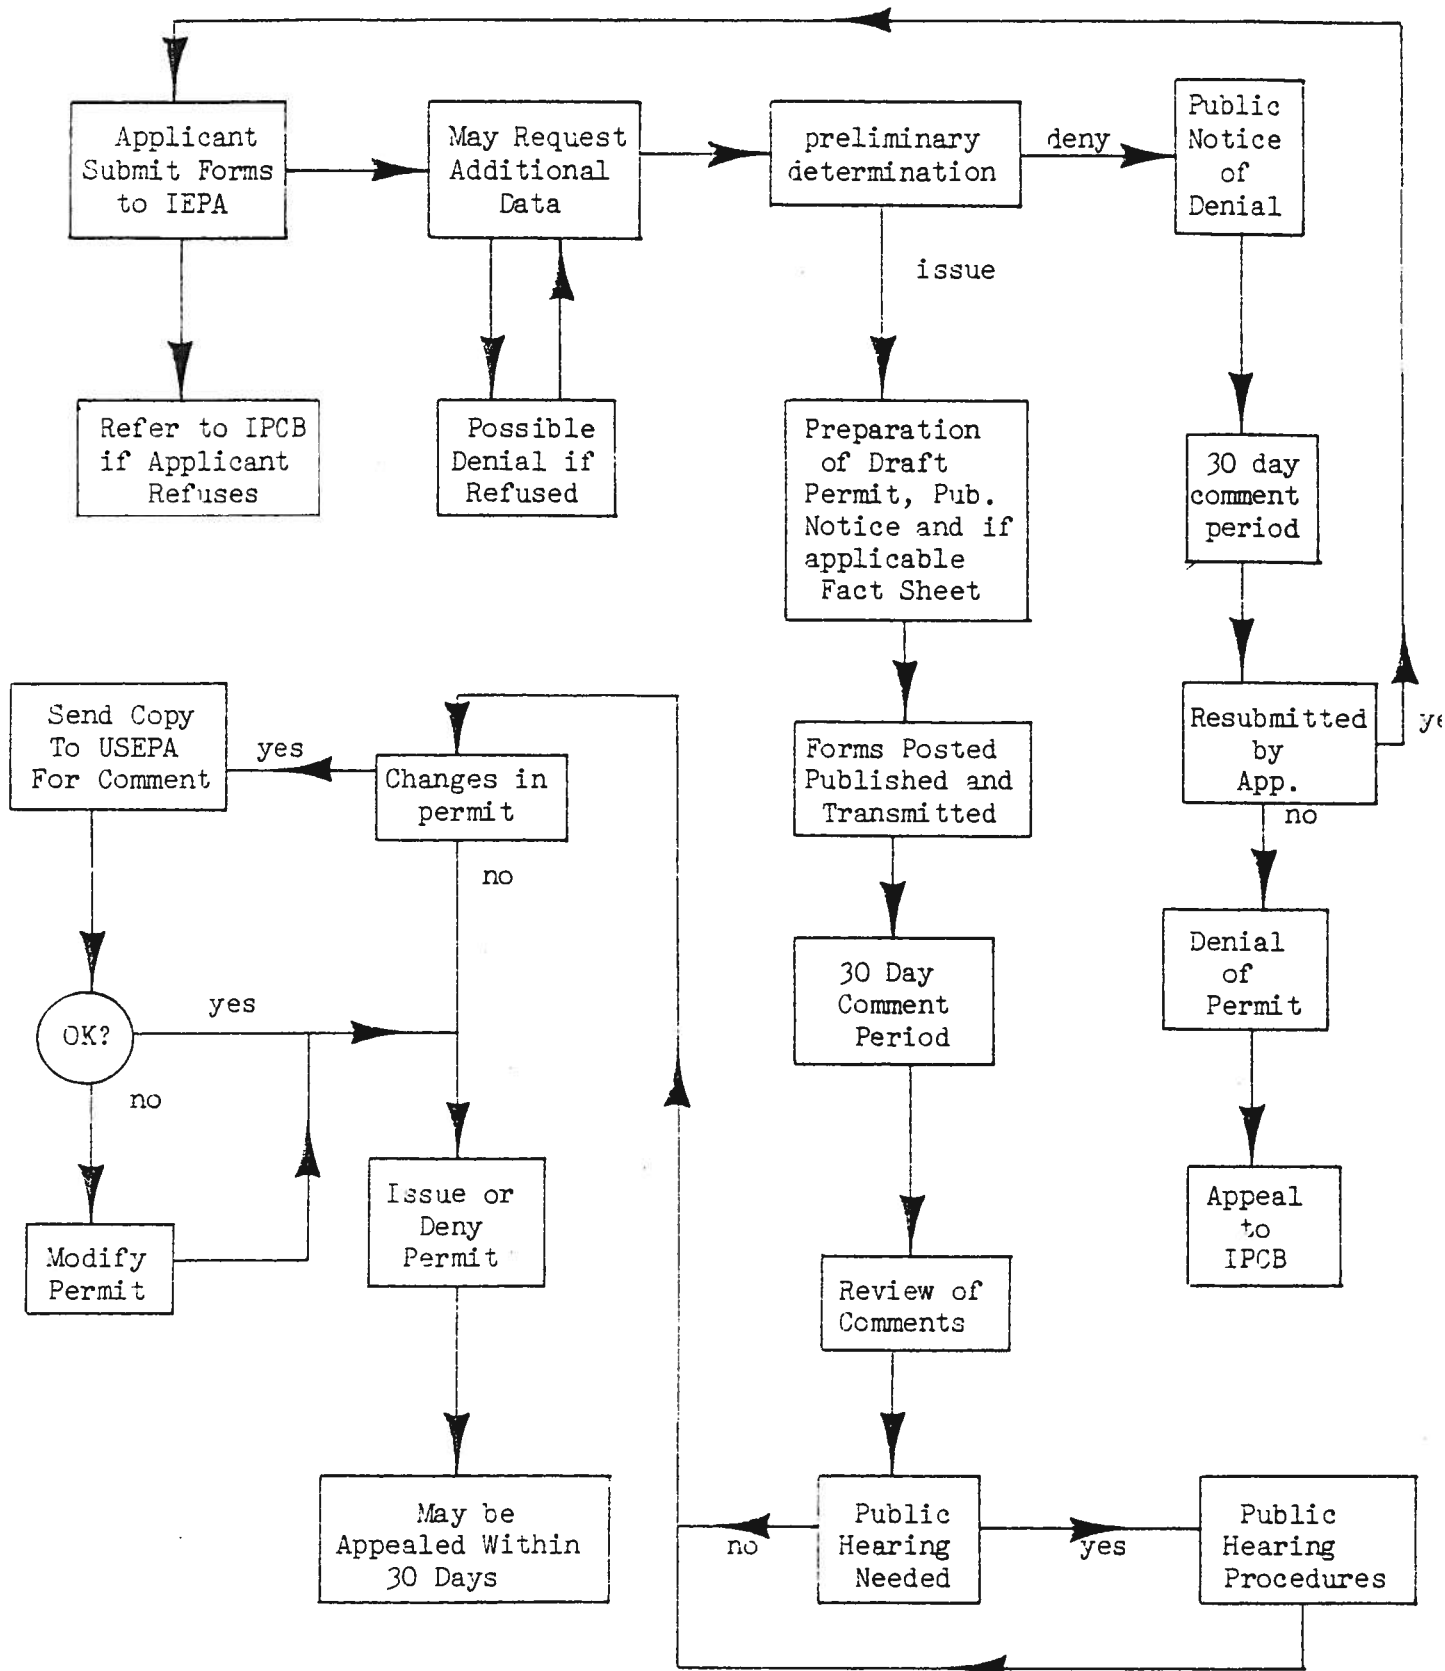 Applicant
Submit Forms
to IEPA
May Request
Additional
Data
preliminary
determination
deny
Public
Notice
of
Denial
issue
Refer to IPCB
if Applicant
Refuses
Possible
Denial if
Refused
Preparation
of Draft
Permit, Pub.
Notice and if
applicable
Fact Sheet
30 day
comment
period
Send Copy
To USEPA
For Comment
yes
Changes in
permit
no
Forms Posted
Published and
Transmitted
Resubmitted
by
App.
ye
no
30 Day
Comment
Period
Denial
of
Permit
OK?
yes
no
Modify
Permit
Issue or
Deny
Permit
Appeal
to
IPCB
Review of
Comments
May be
Appealed Within
30 Days
no
Public
Hearing
Needed
yes
Public
Hearing
Procedures